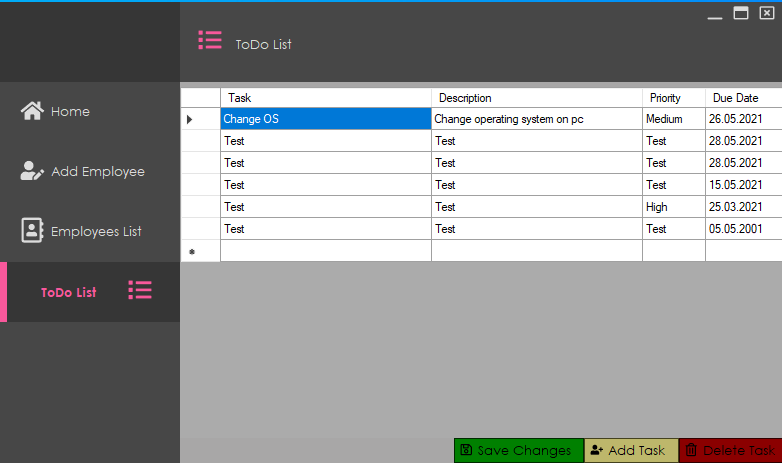 ToDo List
Home
Add Employee
Employees List
ToDo List
Task Description Priority Due Date
Change OS Change operating system on pc Medium 26.05.2021
Test Test Test 28.05.2021
Test Test Test 28.05.2021
Test Test Test 15.05.2021
Test Test High 25.03.2021
Test Test Test 05.05.2001
Save Changes Add Task Delete Task